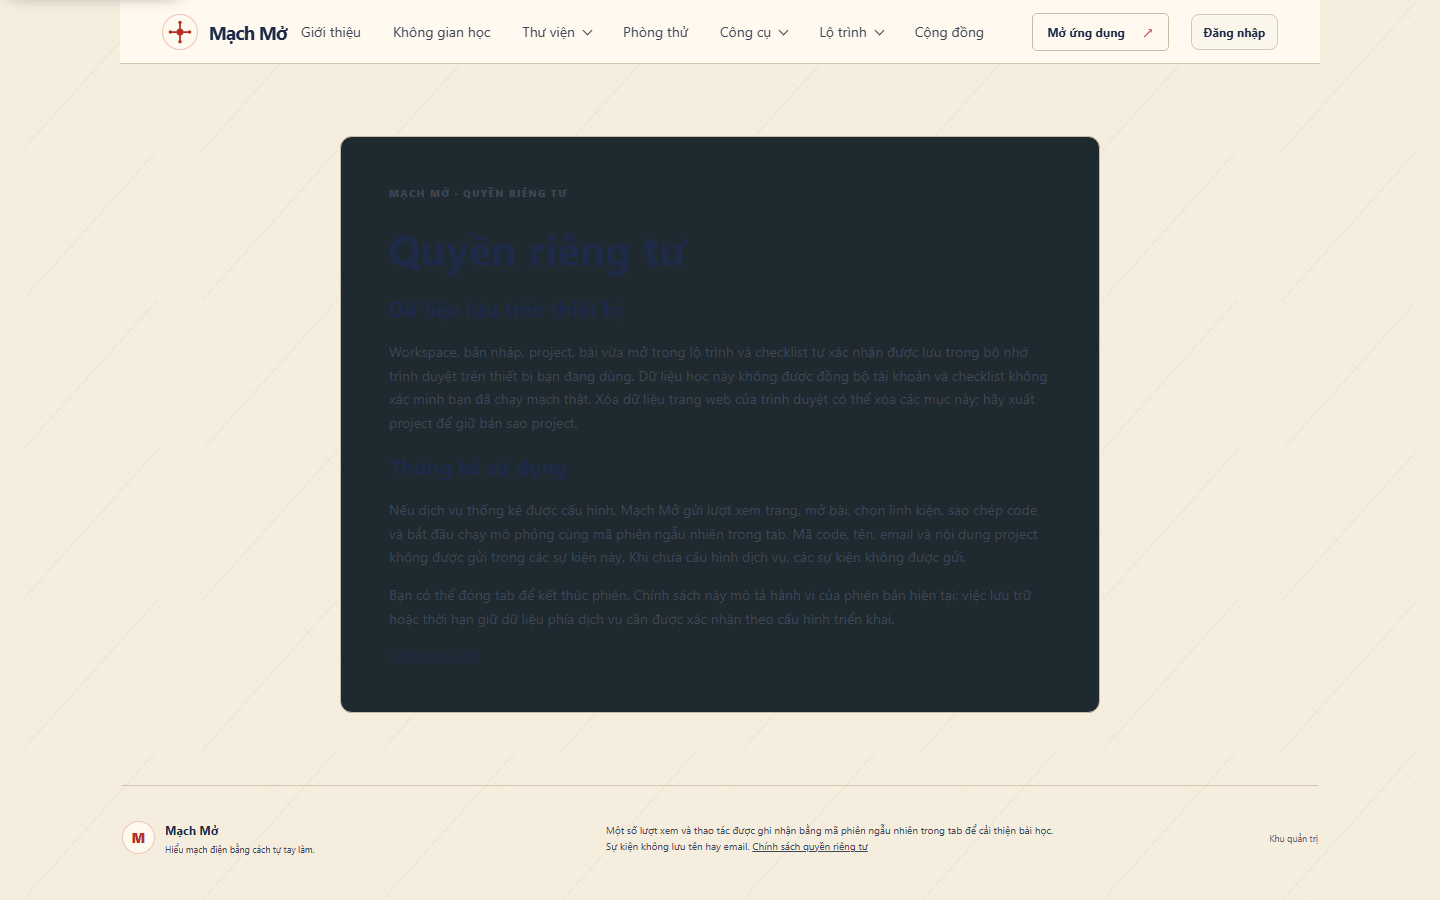 Mạch Mở
Giới thiệu
Không gian học
Thư viện
Phòng thử
Công cụ
Lộ trình
Cộng đồng
Mở ứng dụng ↗
Đăng nhập
MẠCH MỞ · QUYỀN RIÊNG TƯ
Quyền riêng tư
Dữ liệu lưu trên thiết bị
Workspace, bản nháp, project, bài vừa mở trong lộ trình và checklist tự xác nhận được lưu trong bộ nhớ
trình duyệt trên thiết bị bạn đang dùng. Dữ liệu học này không được đồng bộ tài khoản và checklist không
xác minh bạn đã chạy mạch thật. Xóa dữ liệu trang web của trình duyệt có thể xóa các mục này; hãy xuất
project để giữ bản sao project.
Thống kê sử dụng
Nếu dịch vụ thống kê được cấu hình, Mạch Mở gửi lượt xem trang, mở bài, chọn linh kiện, sao chép code
và bắt đầu chạy mô phỏng cùng mã phiên ngẫu nhiên trong tab. Mã code, tên, email và nội dung project
không được gửi trong các sự kiện này. Khi chưa cấu hình dịch vụ, các sự kiện không được gửi.
Bạn có thể đóng tab để kết thúc phiên. Chính sách này mô tả hành vi của phiên bản hiện tại; việc lưu trữ
hoặc thời hạn giữ dữ liệu phía dịch vụ cần được xác nhận theo cấu hình triển khai.
M
Mạch Mở
Hiểu mạch điện bằng cách tự tay làm.
Một số lượt xem và thao tác được ghi nhận bằng mã phiên ngẫu nhiên trong tab để cải thiện bài học.
Sự kiện không lưu tên hay email. Chính sách quyền riêng tư
Khu quản trị